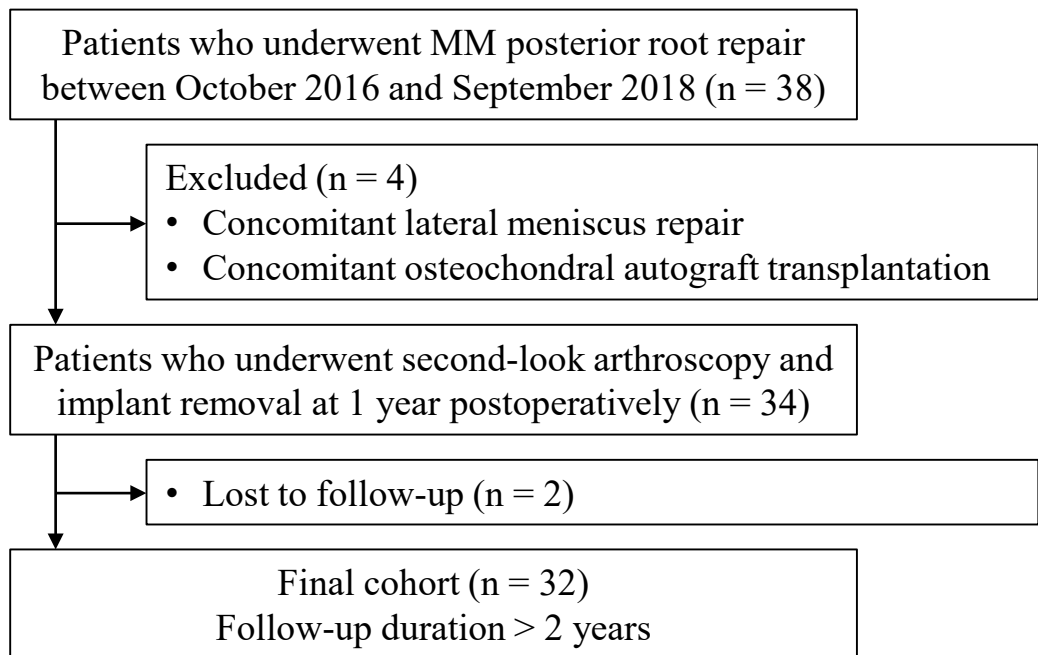 Patients who underwent MM posterior root repair
between October 2016 and September 2018 (n = 38)
Excluded (n = 4)
• Concomitant lateral meniscus repair
• Concomitant osteochondral autograft transplantation
Patients who underwent second-look arthroscopy and
implant removal at 1 year postoperatively (n = 34)
• Lost to follow-up (n = 2)
Final cohort (n = 32)
Follow-up duration > 2 years